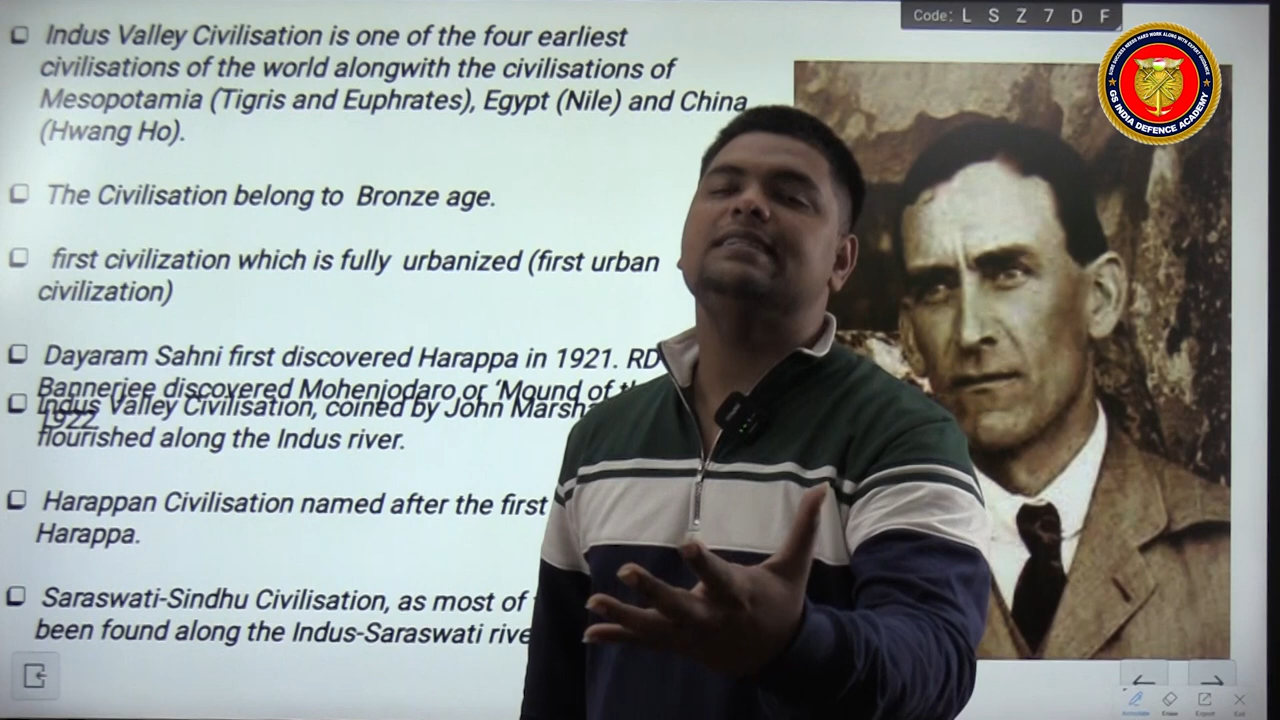 Code: L S Z 7 D F
Indus Valley Civilisation is one of the four earliest
civilisations of the world alongwith the civilisations of
Mesopotamia (Tigris and Euphrates), Egypt (Nile) and China
(Hwang Ho).
The Civilisation belong to Bronze age.
first civilization which is fully urbanized (first urban
civilization)
Dayaram Sahni first discovered Harappa in 1921. RD
Bannerjee discovered Mohenjodaro or ‘Mound of
1922
Indus Valley Civilisation, coined by John
flourished along the Indus river.
Harappan Civilisation named after the first
Harappa.
Saraswati-Sindhu Civilisation, as most of
been found along the Indus-Saraswati
GS INDIA DEFENCE ACADEMY
Annotate
Erase
Export
Exit